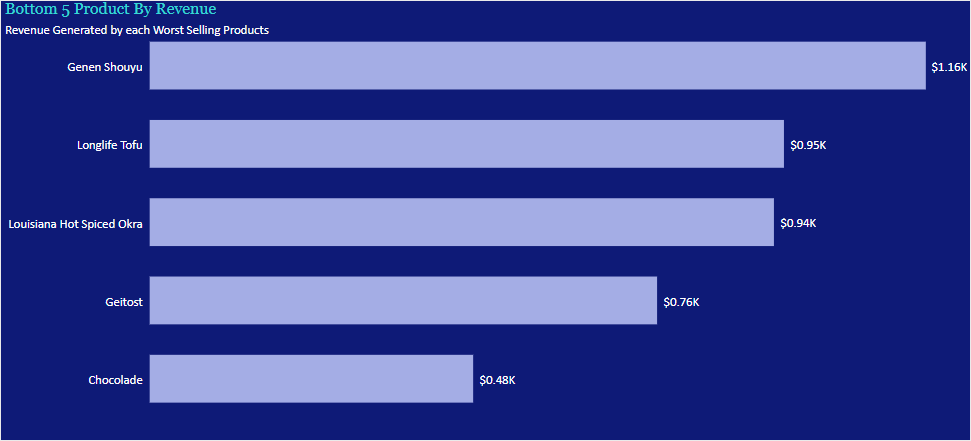 Bottom 5 Product By Revenue
Revenue Generated by each Worst Selling Products
Genen Shouyu $1.16K
Longlife Tofu $0.95K
Louisiana Hot Spiced Okra $0.94K
Geitost $0.76K
Chocolade $0.48K